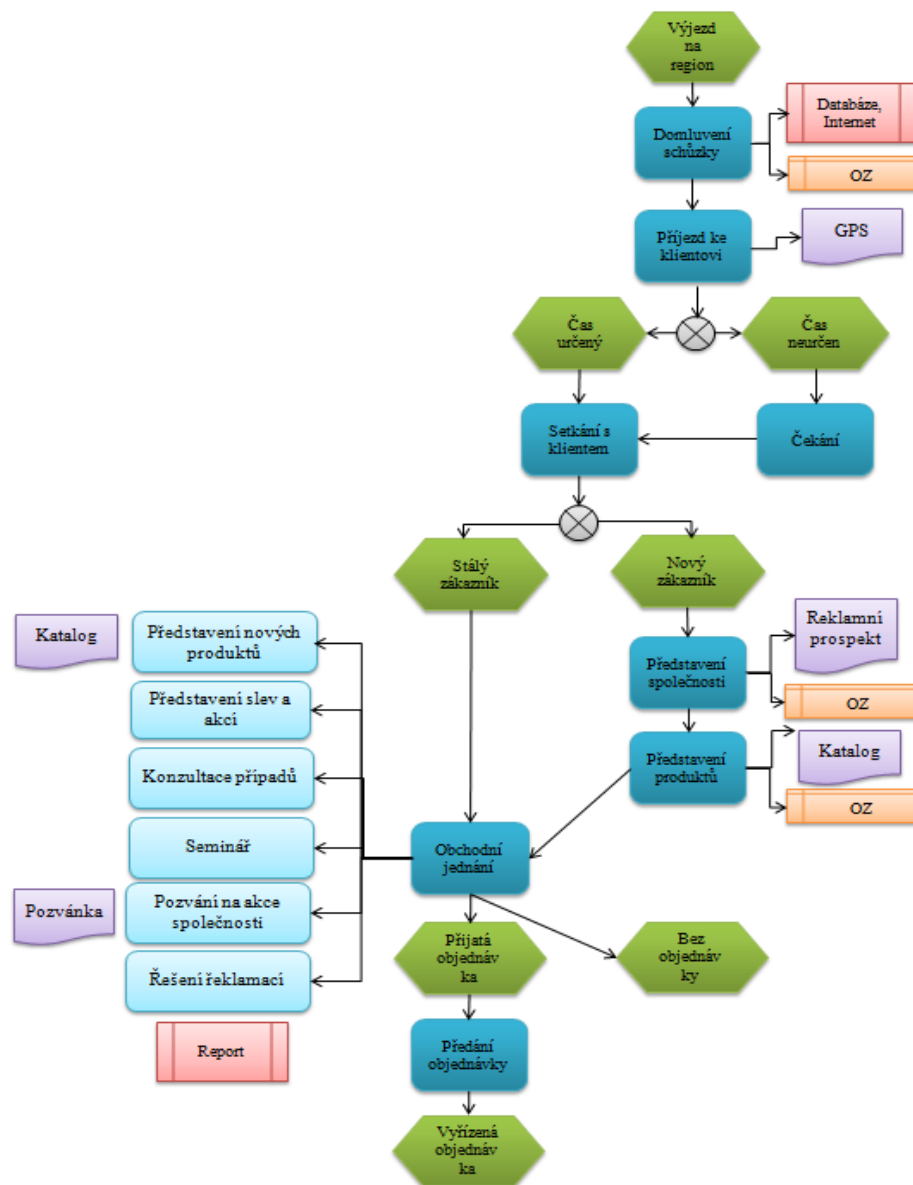 Výjezd
na
region
Domluvení
schůzky
Databáze,
Internet
OZ
Příjezd ke
klientovi
GPS
Čas
určený
Čas
neurčen
Setkání s
klientem
Čekání
Stálý
zákazník
Nový
zákazník
Katalog
Představení nových
produktů
Reklamní
prospekt
Představení
společnosti
OZ
Představení slev a
akcí
Představení
produktů
Katalog
OZ
Konzultace případů
Seminář
Obchodní
jednání
Pozvánka
Pozvání na akce
společnosti
Přijatá
objednáv
ka
Bez
objednáv
ky
Řešení řeklamací
Report
Předání
objednávky
Vyřízená
objednáv
ka